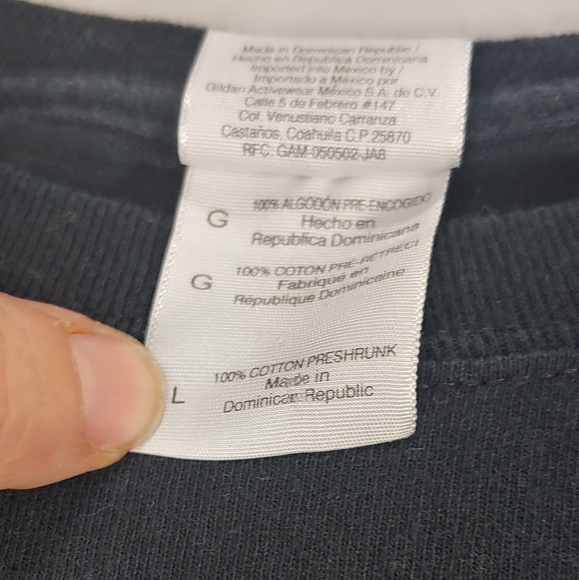 Made in Dominican Republic /
Hecho en Republica Dominicana
Imported into Mexico by /
Importado a México por
Gildan Activewear México S.A. de C.V.
Calle 5 de Febrero #147
Col. Venustiano Carranza
Castaños, Coahuila C.P.25870
RFC: GAM-050502-JA8
G
100% ALGODÓN PRE-ENCOGIDO
Hecho en
Republica Dominicana
G
100% COTON PRÉ-RETRECI
Fabriqué en
République Dominicaine
L
100% COTTON PRESHRUNK
Made in
Dominican Republic